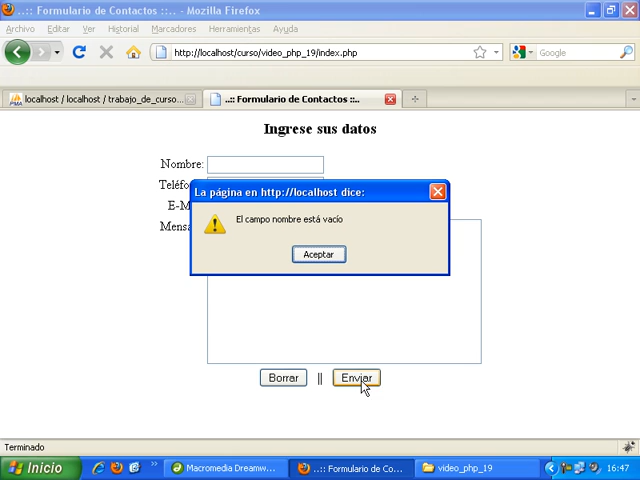 ..:: Formulario de Contactos ::.. - Mozilla Firefox
Archivo Editar Ver Historial Marcadores Herramientas Ayuda
http://localhost/curso/video_php_19/index.php
Google
localhost / localhost / trabajo_de_curso...
..:: Formulario de Contactos ::..
Ingrese sus datos
Nombre:
Teléfo
La página en http://localhost dice:
E-M
El campo nombre está vacío
Mensa
Aceptar
Borrar || Enviar
Terminado
Inicio
Macromedia Dreamw...
..:: Formulario de Co...
video_php_19
16:47